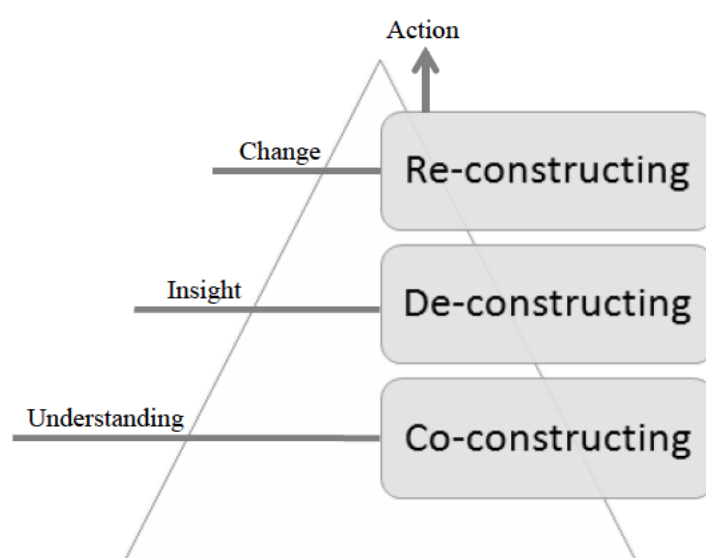 Action
Change
Re-constructing
Insight
De-constructing
Understanding
Co-constructing